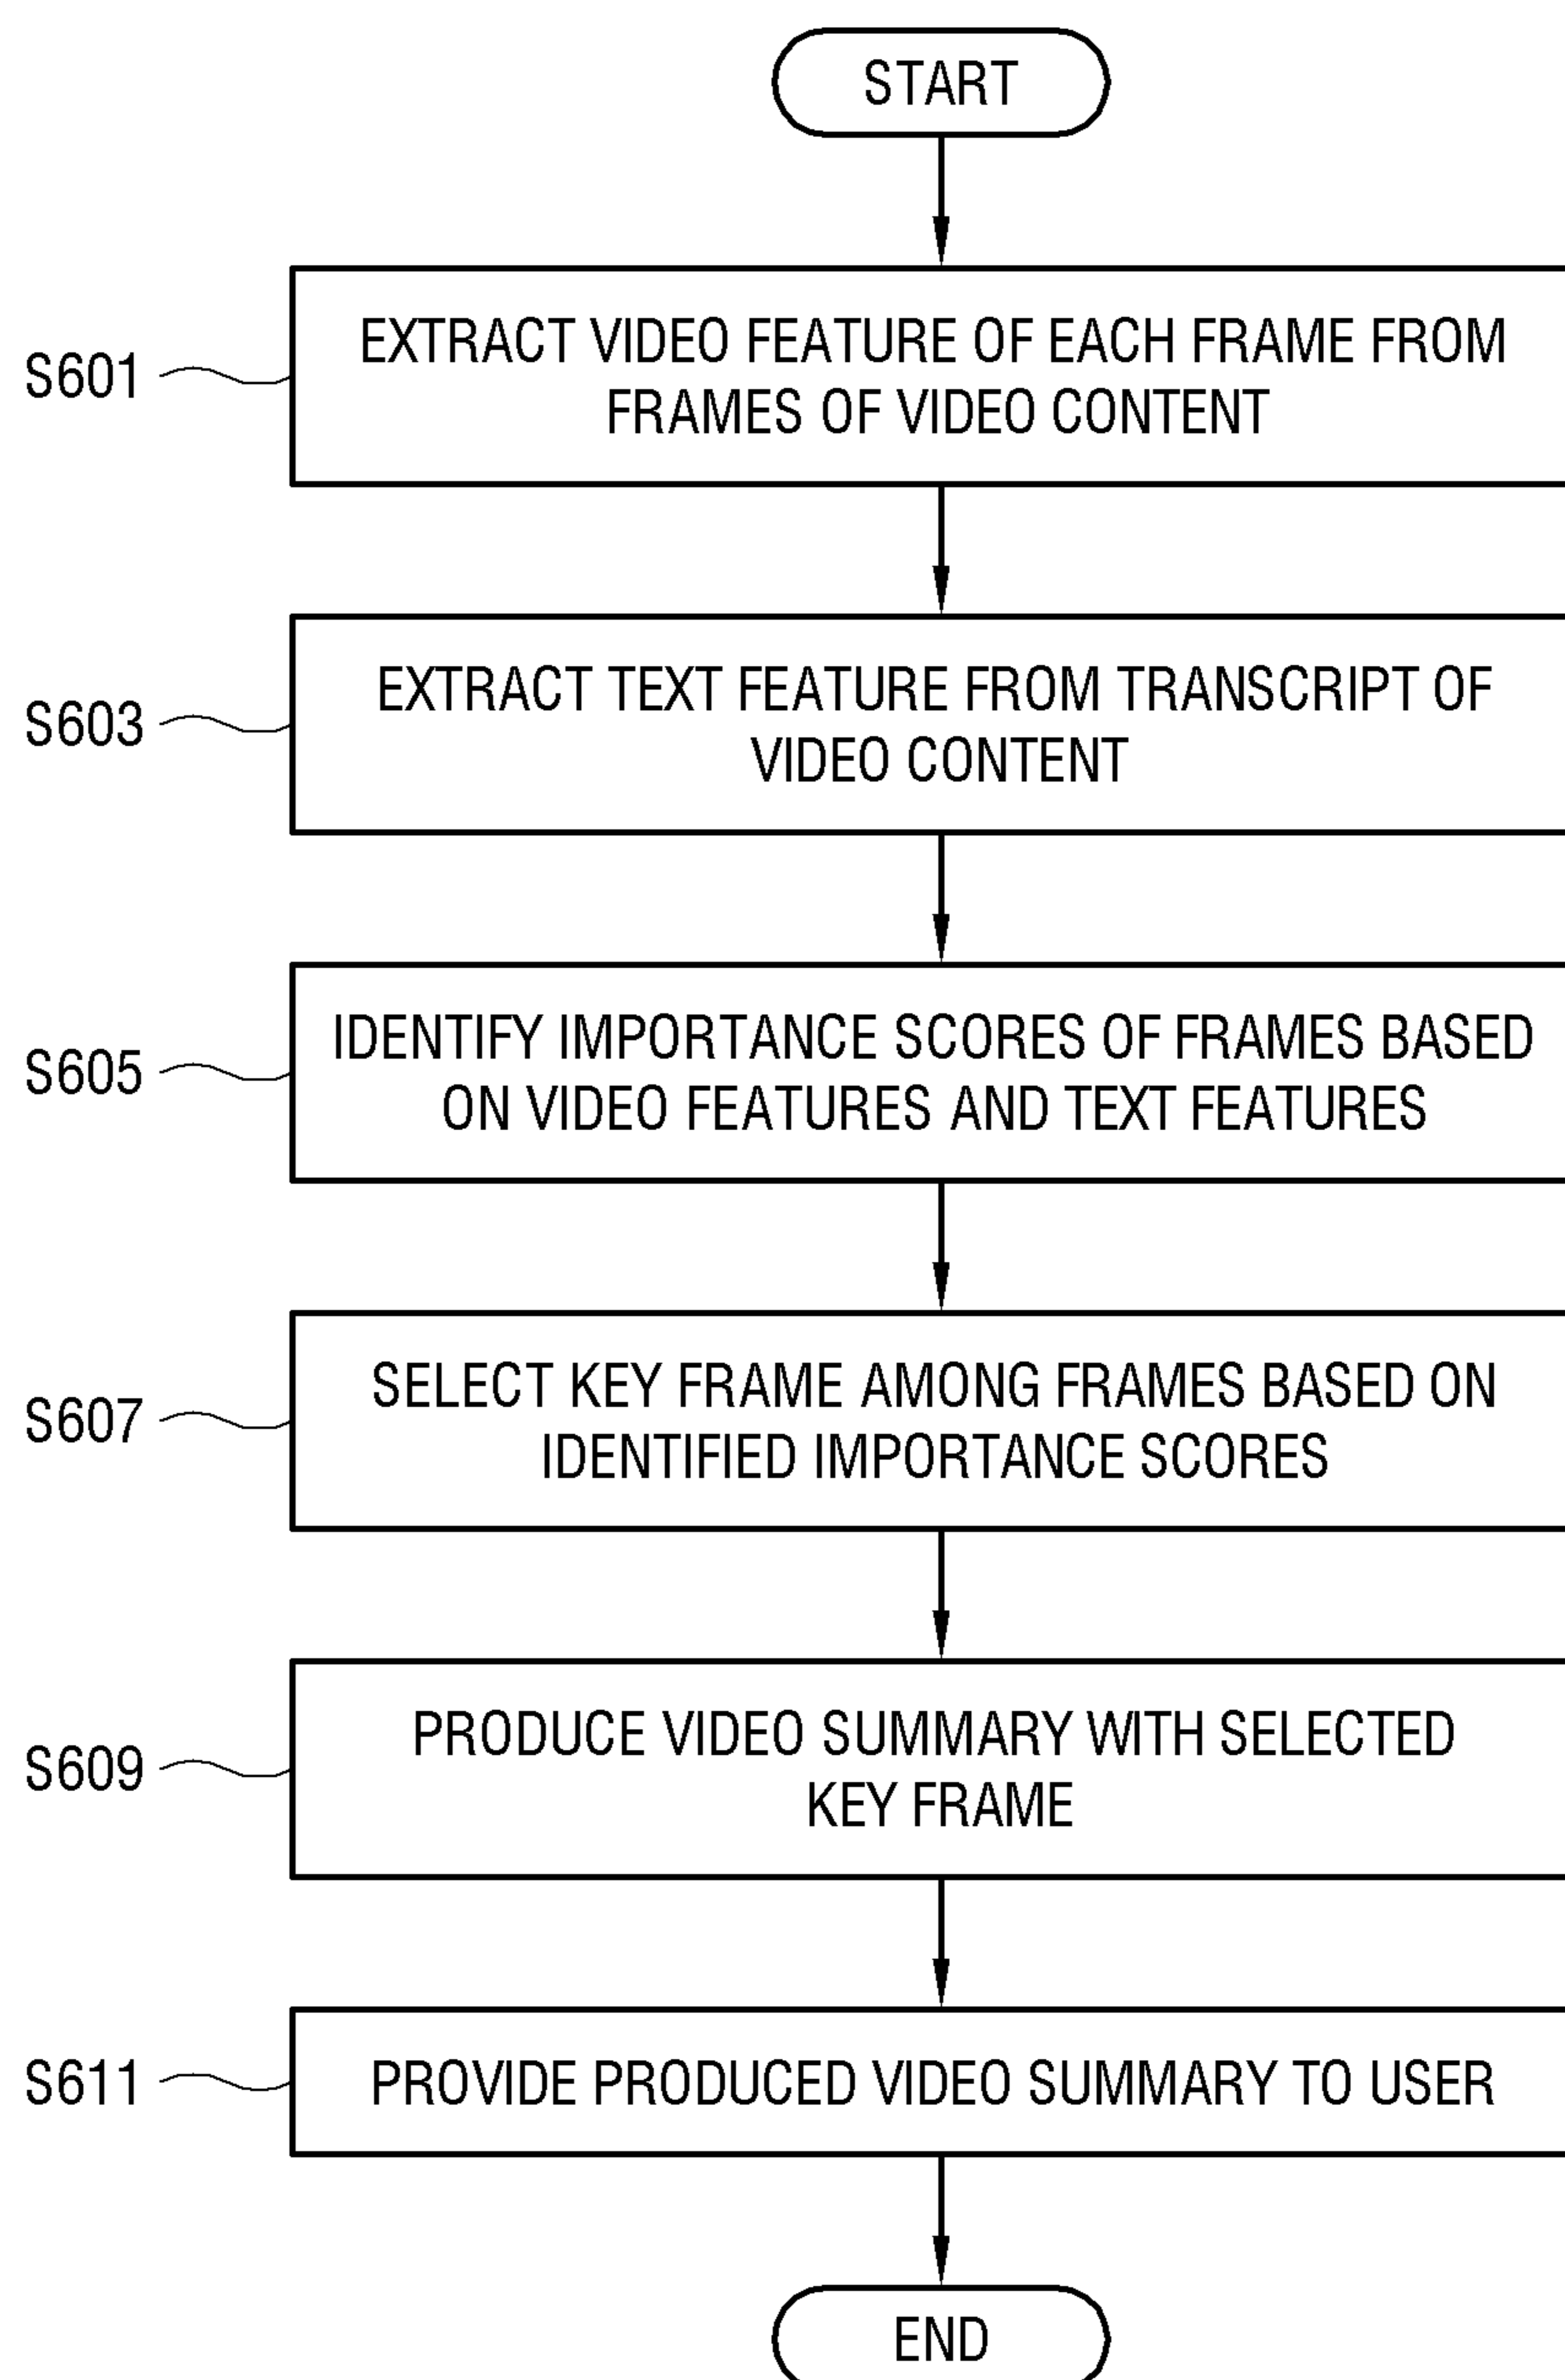 START
S601
EXTRACT VIDEO FEATURE OF EACH FRAME FROM
FRAMES OF VIDEO CONTENT
S603
EXTRACT TEXT FEATURE FROM TRANSCRIPT OF
VIDEO CONTENT
S605
IDENTIFY IMPORTANCE SCORES OF FRAMES BASED
ON VIDEO FEATURES AND TEXT FEATURES
S607
SELECT KEY FRAME AMONG FRAMES BASED ON
IDENTIFIED IMPORTANCE SCORES
S609
PRODUCE VIDEO SUMMARY WITH SELECTED
KEY FRAME
S611
PROVIDE PRODUCED VIDEO SUMMARY TO USER
END